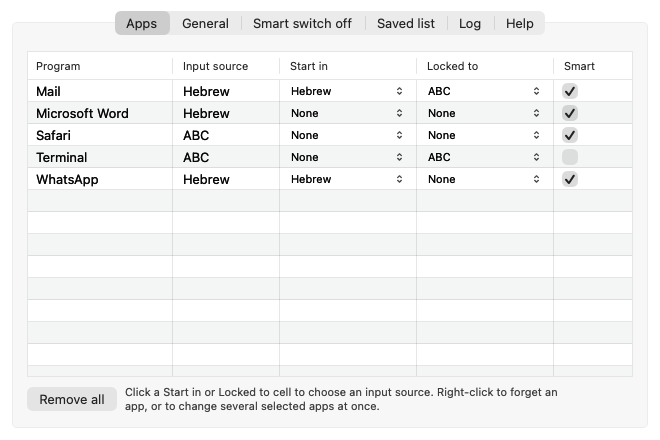 Apps General Smart switch off Saved list Log Help
Program Input source Start in Locked to Smart
Mail Hebrew Hebrew ABC
Microsoft Word Hebrew None None
Safari ABC None None
Terminal ABC None ABC
WhatsApp Hebrew Hebrew None
Remove all
Click a Start in or Locked to cell to choose an input source. Right-click to forget an
app, or to change several selected apps at once.